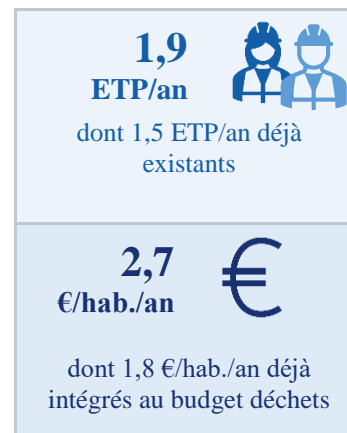 1,9
ETP/an
dont 1,5 ETP/an déjà
existants
2,7
€/hab./an
€
dont 1,8 €/hab./an déjà
intégrés au budget déchets